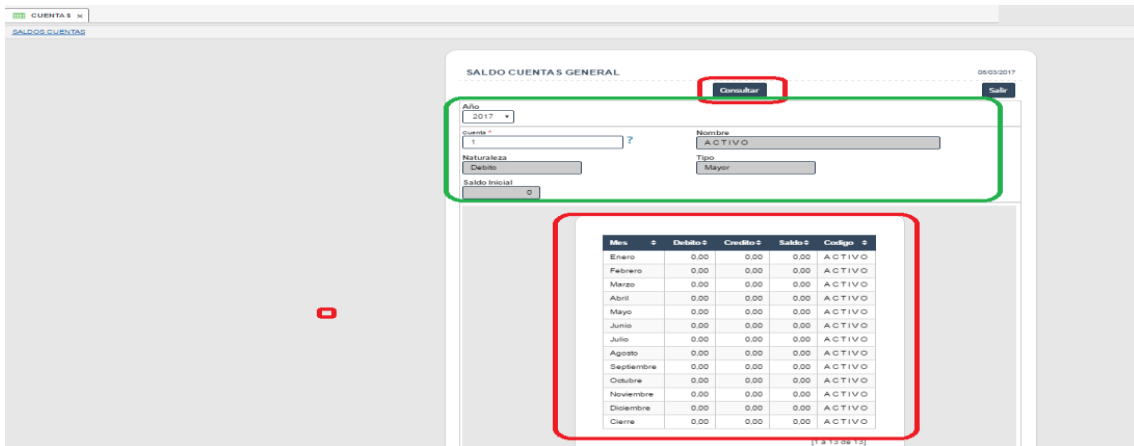 CUENTAS x
SALDOS CUENTAS
SALDO CUENTAS GENERAL 08/03/2017
Consultar Salir
Año
2017
Cuenta * Nombre
1 ? ACTIVO
Naturaleza Tipo
Debito Mayor
Saldo Inicial
0
Mes Debito Credito Saldo Codigo
Enero 0,00 0,00 0,00 ACTIVO
Febrero 0,00 0,00 0,00 ACTIVO
Marzo 0,00 0,00 0,00 ACTIVO
Abril 0,00 0,00 0,00 ACTIVO
Mayo 0,00 0,00 0,00 ACTIVO
Junio 0,00 0,00 0,00 ACTIVO
Julio 0,00 0,00 0,00 ACTIVO
Agosto 0,00 0,00 0,00 ACTIVO
Septiembre 0,00 0,00 0,00 ACTIVO
Octubre 0,00 0,00 0,00 ACTIVO
Noviembre 0,00 0,00 0,00 ACTIVO
Diciembre 0,00 0,00 0,00 ACTIVO
Cierre 0,00 0,00 0,00 ACTIVO
[1 a 13 de 13]